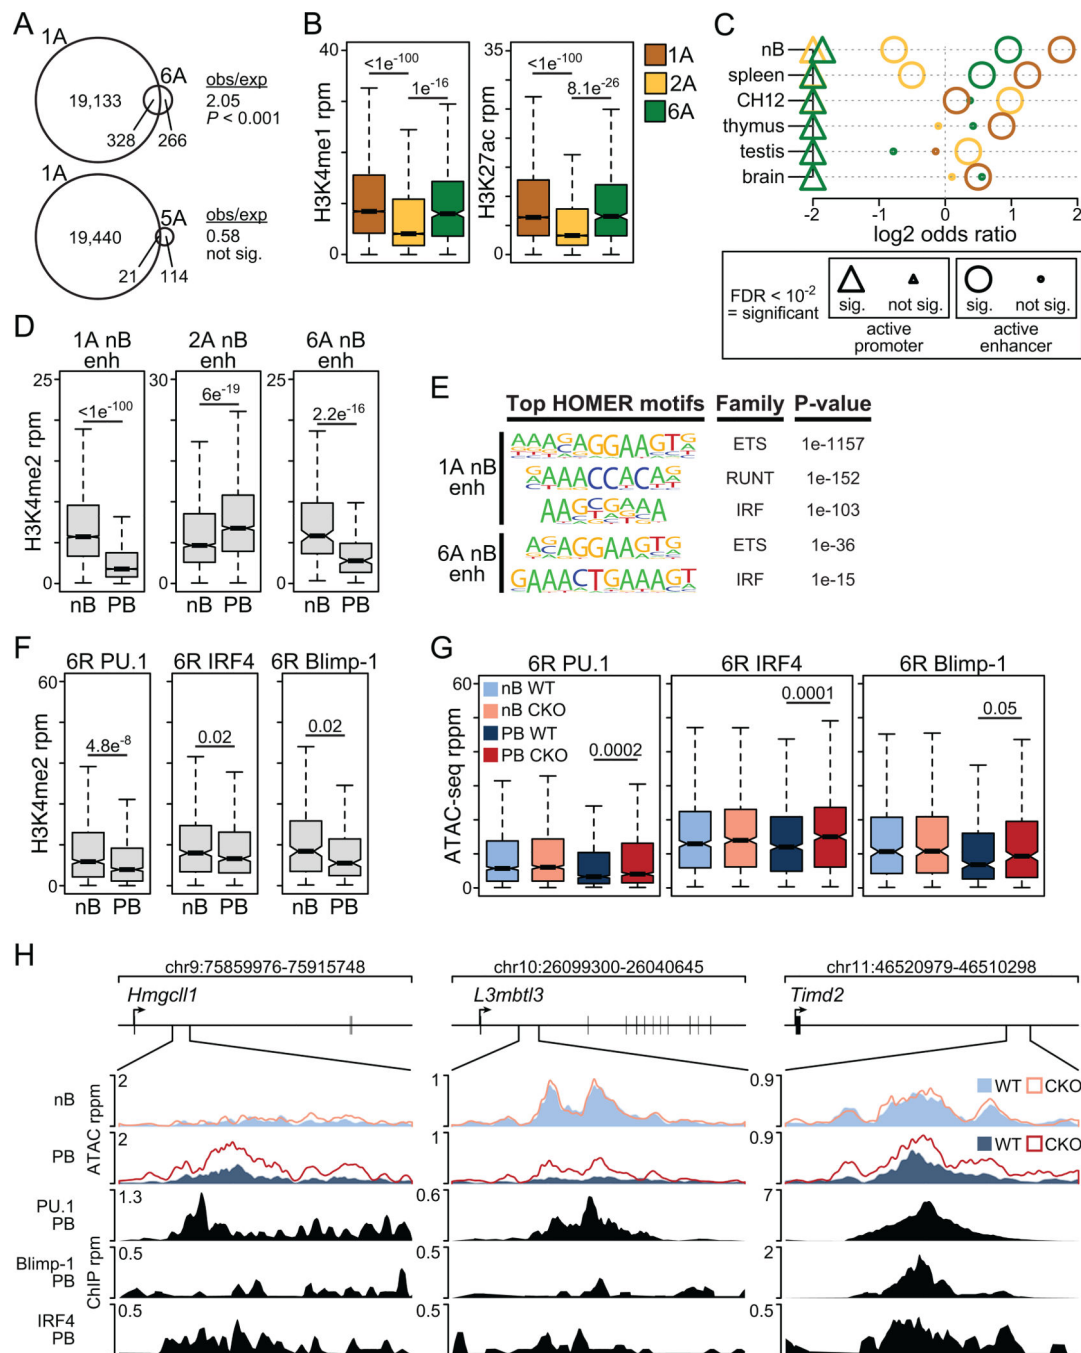 A
1A
6A
19,133
328
266
obs/exp
2.05
P < 0.001
1A
5A
19,440
21
114
obs/exp
0.58
not sig.
B
H3K4me1 rpm
40
0
<1e-100
1e-16
H3K27ac rpm
35
0
<1e-100
8.1e-26
1A
2A
6A
C
nB
spleen
CH12
thymus
testis
brain
-2 -1 0 1 2
log2 odds ratio
FDR < 10-2
= significant
sig. not sig.
active
promoter
sig. not sig.
active
enhancer
D
1A nB
enh
2A nB
enh
6A nB
enh
H3K4me2 rpm
25
0
<1e-100
nB PB
30
0
6e-19
nB PB
25
0
2.2e-16
nB PB
E
Top HOMER motifs Family P-value
1A nB
enh
AAAGAGGAAGTG ETS 1e-1157
GAAACCACAG RUNT 1e-152
IRF 1e-103
6A nB
enh
AGAGGAAGTG ETS 1e-36
GAAACTGAAAGT IRF 1e-15
F
6R PU.1
6R IRF4
6R Blimp-1
H3K4me2 rpm
60
0
4.8e-8
0.02
0.02
nB PB
nB PB
nB PB
G
6R PU.1
6R IRF4
6R Blimp-1
ATAC-seq rppm
60
0
nB WT
nB CKO
PB WT
PB CKO
0.0002
0.0001
0.05
H
chr9:75859976-75915748
chr10:26099300-26040645
chr11:46520979-46510298
Hmgcll1
L3mbtl3
Timd2
nB
2
1
0.9
WT CKO
PB
ATAC rppm
2
1
0.9
WT CKO
PU.1
PB
1.3
0.6
7
Blimp-1
PB
ChIP rpm
0.5
0.5
2
IRF4
PB
0.5
0.5
0.5